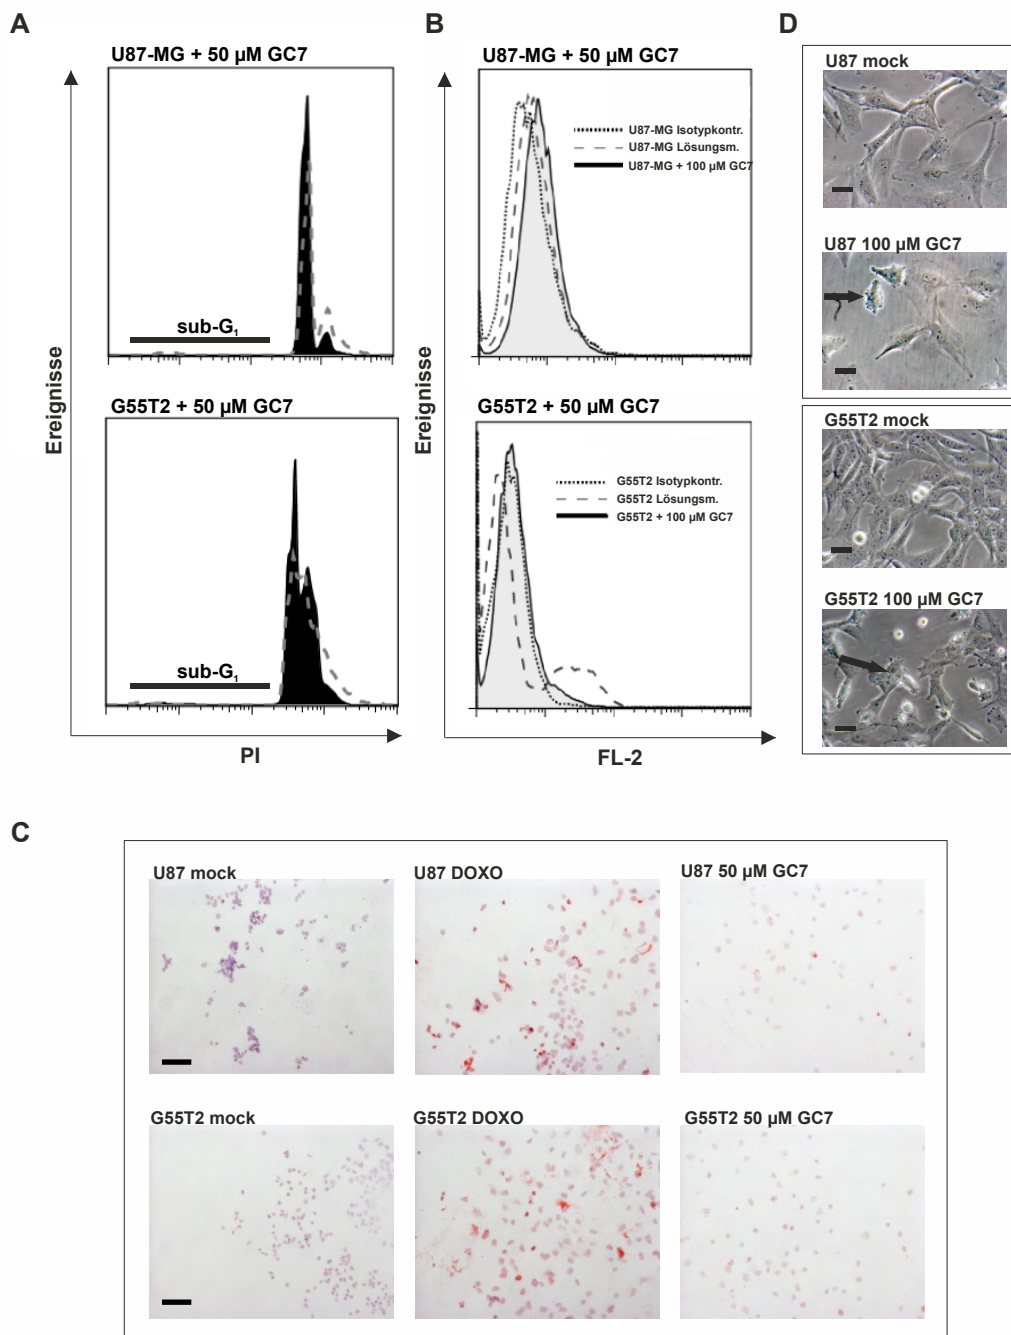 A
U87-MG + 50 µM GC7
sub-G1
G55T2 + 50 µM GC7
sub-G1
Ereignisse
PI
B
U87-MG + 50 µM GC7
U87-MG Isotypkontr.
U87-MG Lösungsm.
U87-MG + 100 µM GC7
G55T2 + 50 µM GC7
G55T2 Isotypkontr.
G55T2 Lösungsm.
G55T2 + 100 µM GC7
Ereignisse
FL-2
D
U87 mock
U87 100 µM GC7
G55T2 mock
G55T2 100 µM GC7
C
U87 mock
U87 DOXO
U87 50 µM GC7
G55T2 mock
G55T2 DOXO
G55T2 50 µM GC7